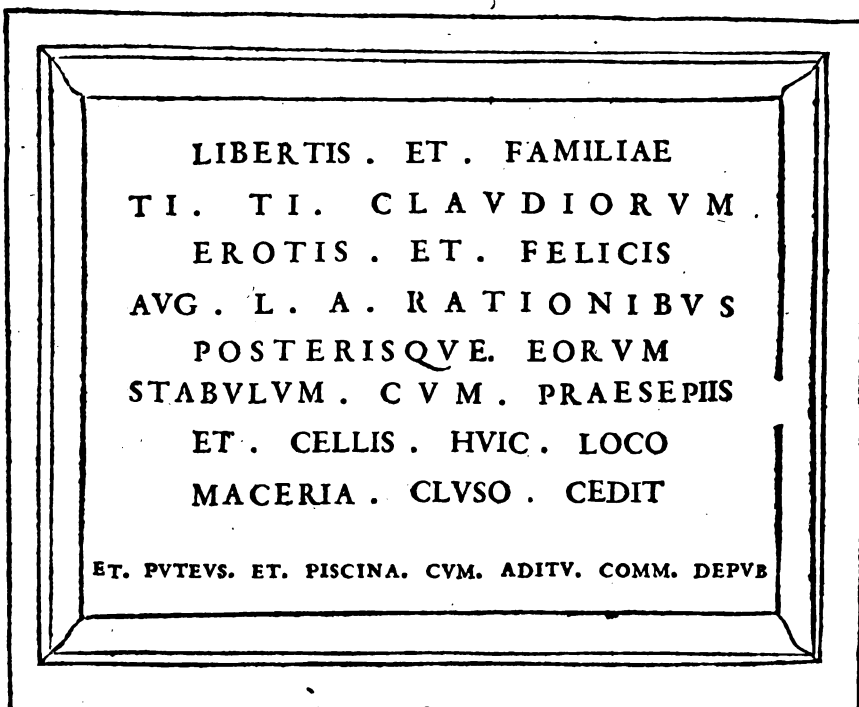 LIBERTIS . ET . FAMILIAE
TI. TI. CLAVDIORVM .
EROTIS . ET . FELICIS
AVG . L . A . RATIONIBVS
POSTERISQVE. EORVM
STABVLVM . CVM . PRAESEPIIS
ET . CELLIS . HVIC . LOCO
MACERIA . CLVSO . CEDIT
ET. PVTEVS. ET. PISCINA. CVM. ADITV. COMM. DEPVB